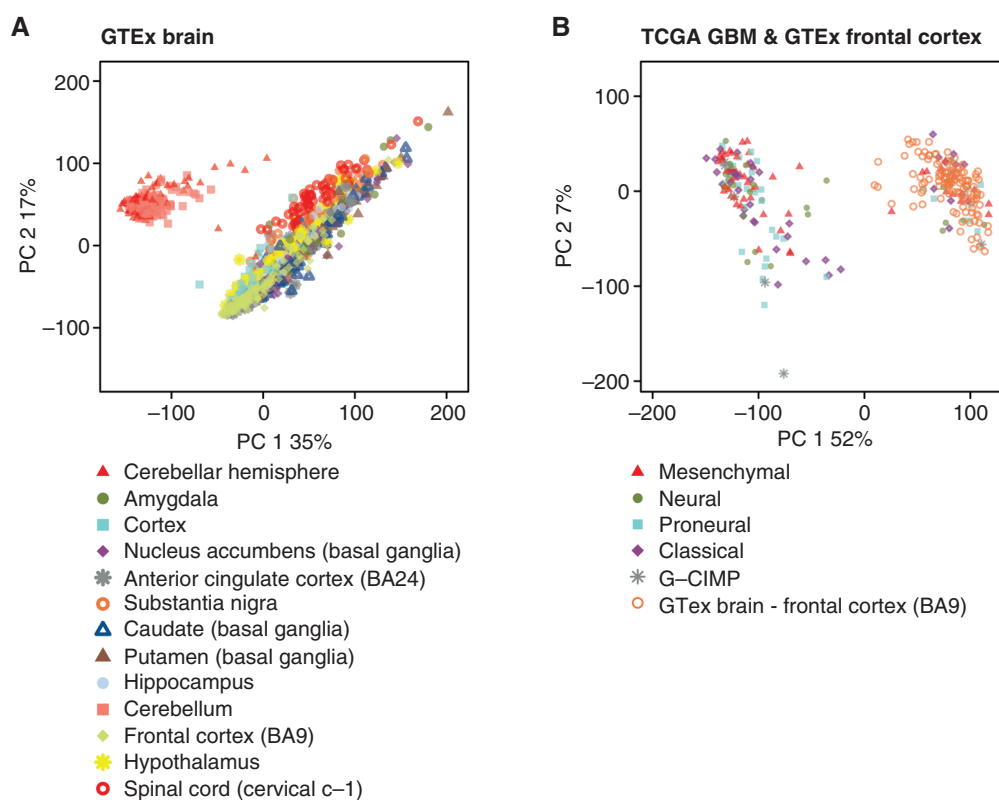 A
GTEx brain
200
100
0
–100
PC 2 17%
–100
0
100
200
PC 1 35%
Cerebellar hemisphere
Amygdala
Cortex
Nucleus accumbens (basal ganglia)
Anterior cingulate cortex (BA24)
Substantia nigra
Caudate (basal ganglia)
Putamen (basal ganglia)
Hippocampus
Cerebellum
Frontal cortex (BA9)
Hypothalamus
Spinal cord (cervical c–1)
B
TCGA GBM & GTEx frontal cortex
100
0
–100
–200
PC 2 7%
–200
–100
0
100
PC 1 52%
Mesenchymal
Neural
Proneural
Classical
G–CIMP
GTex brain - frontal cortex (BA9)